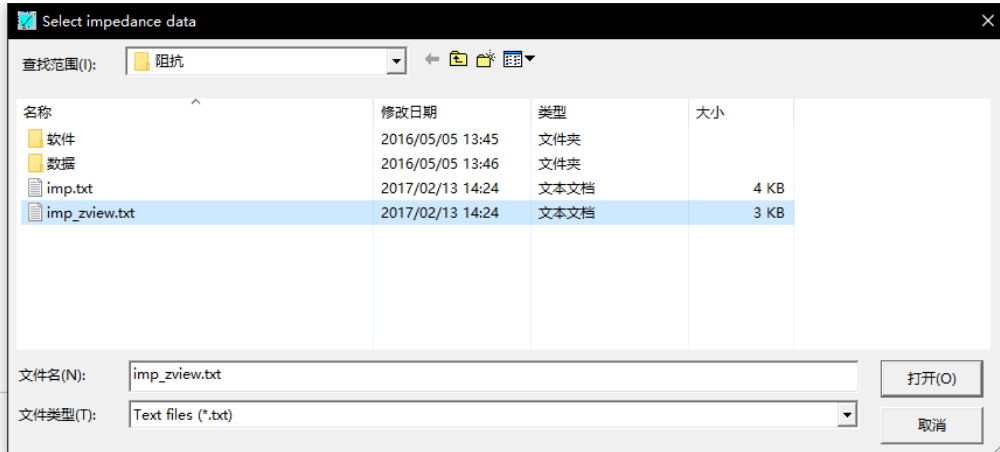 Select impedance data
查找范围(I): 阻抗
名称 修改日期 类型 大小
软件 2016/05/05 13:45 文件夹
数据 2016/05/05 13:46 文件夹
imp.txt 2017/02/13 14:24 文本文档 4 KB
imp_zview.txt 2017/02/13 14:24 文本文档 3 KB
文件名(N): imp_zview.txt 打开(O)
文件类型(T): Text files (*.txt) 取消